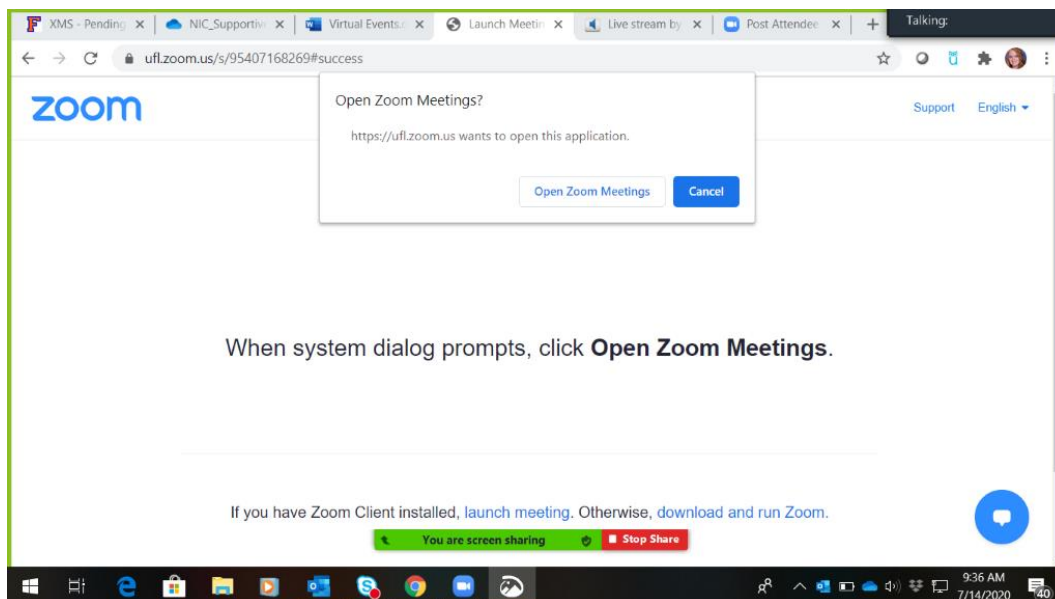 XMS - Pending
NIC_Supportiv
Virtual Events.
Launch Meetin
Live stream by
Post Attendee
Talking:
ufl.zoom.us/s/95407168269#success
zoom
Support
English
Open Zoom Meetings?
https://ufl.zoom.us wants to open this application.
Open Zoom Meetings
Cancel
When system dialog prompts, click Open Zoom Meetings.
If you have Zoom Client installed, launch meeting. Otherwise, download and run Zoom.
You are screen sharing
Stop Share
9:36 AM
7/14/2020
40